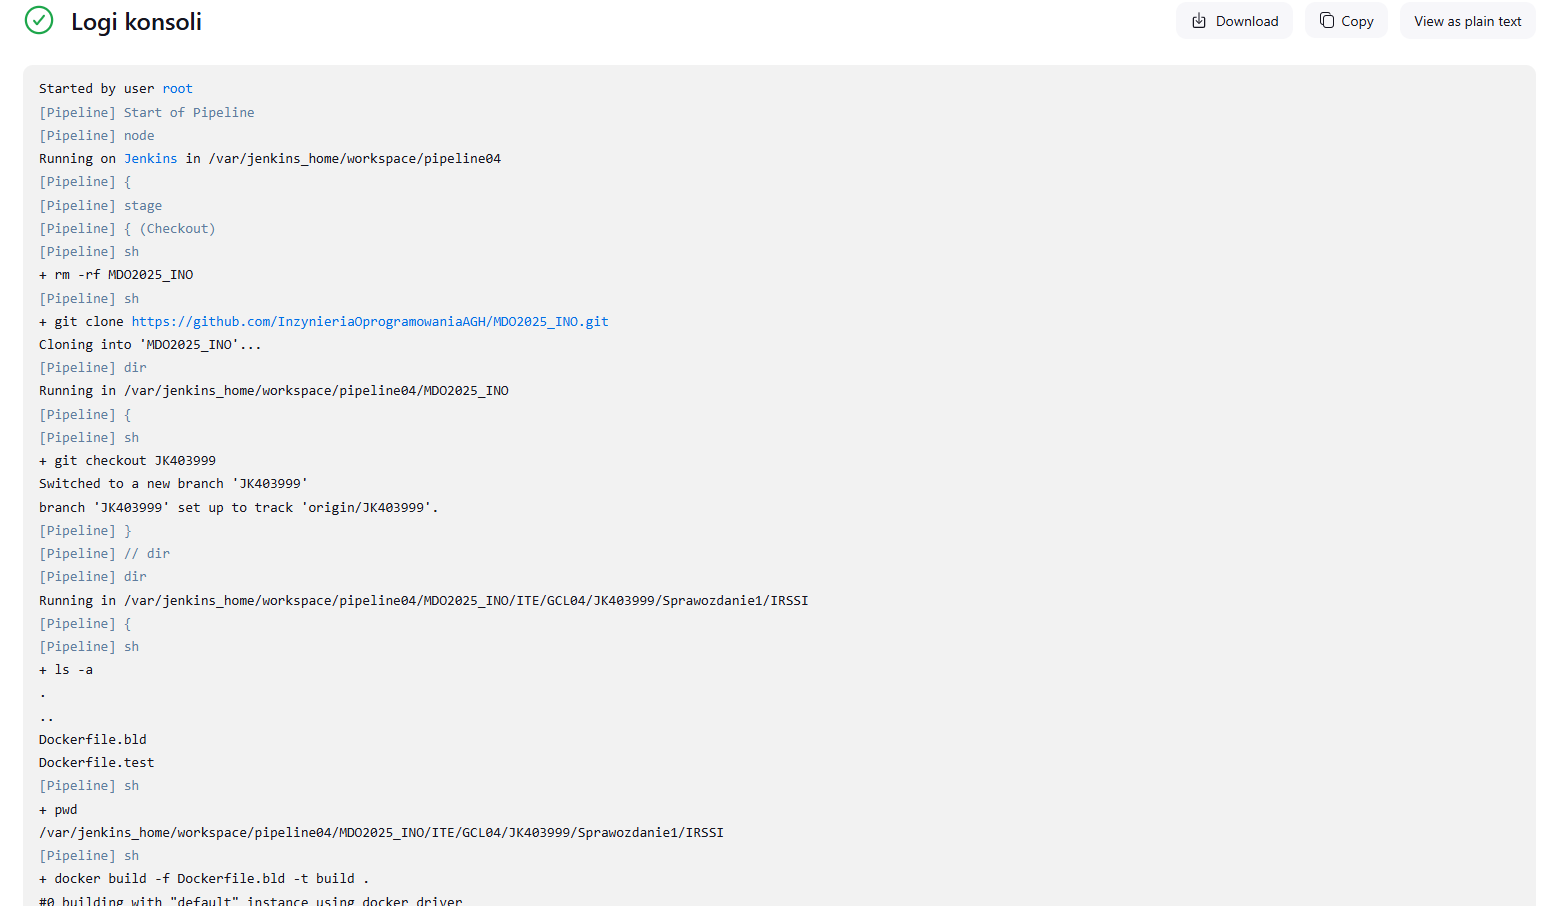 Logi konsoli
Download
Copy
View as plain text
Started by user root
[Pipeline] Start of Pipeline
[Pipeline] node
Running on Jenkins in /var/jenkins_home/workspace/pipeline04
[Pipeline] {
[Pipeline] stage
[Pipeline] { (Checkout)
[Pipeline] sh
+ rm -rf MDO2025_INO
[Pipeline] sh
+ git clone https://github.com/InzynieriaOprogramowaniaAGH/MDO2025_INO.git
Cloning into 'MDO2025_INO'...
[Pipeline] dir
Running in /var/jenkins_home/workspace/pipeline04/MDO2025_INO
[Pipeline] {
[Pipeline] sh
+ git checkout JK403999
Switched to a new branch 'JK403999'
branch 'JK403999' set up to track 'origin/JK403999'.
[Pipeline] }
[Pipeline] // dir
[Pipeline] dir
Running in /var/jenkins_home/workspace/pipeline04/MDO2025_INO/ITE/GCL04/JK403999/Sprawozdanie1/IRSSI
[Pipeline] {
[Pipeline] sh
+ ls -a
.
..
Dockerfile.bld
Dockerfile.test
[Pipeline] sh
+ pwd
/var/jenkins_home/workspace/pipeline04/MDO2025_INO/ITE/GCL04/JK403999/Sprawozdanie1/IRSSI
[Pipeline] sh
+ docker build -f Dockerfile.bld -t build .
#0 building with "default" instance using docker driver